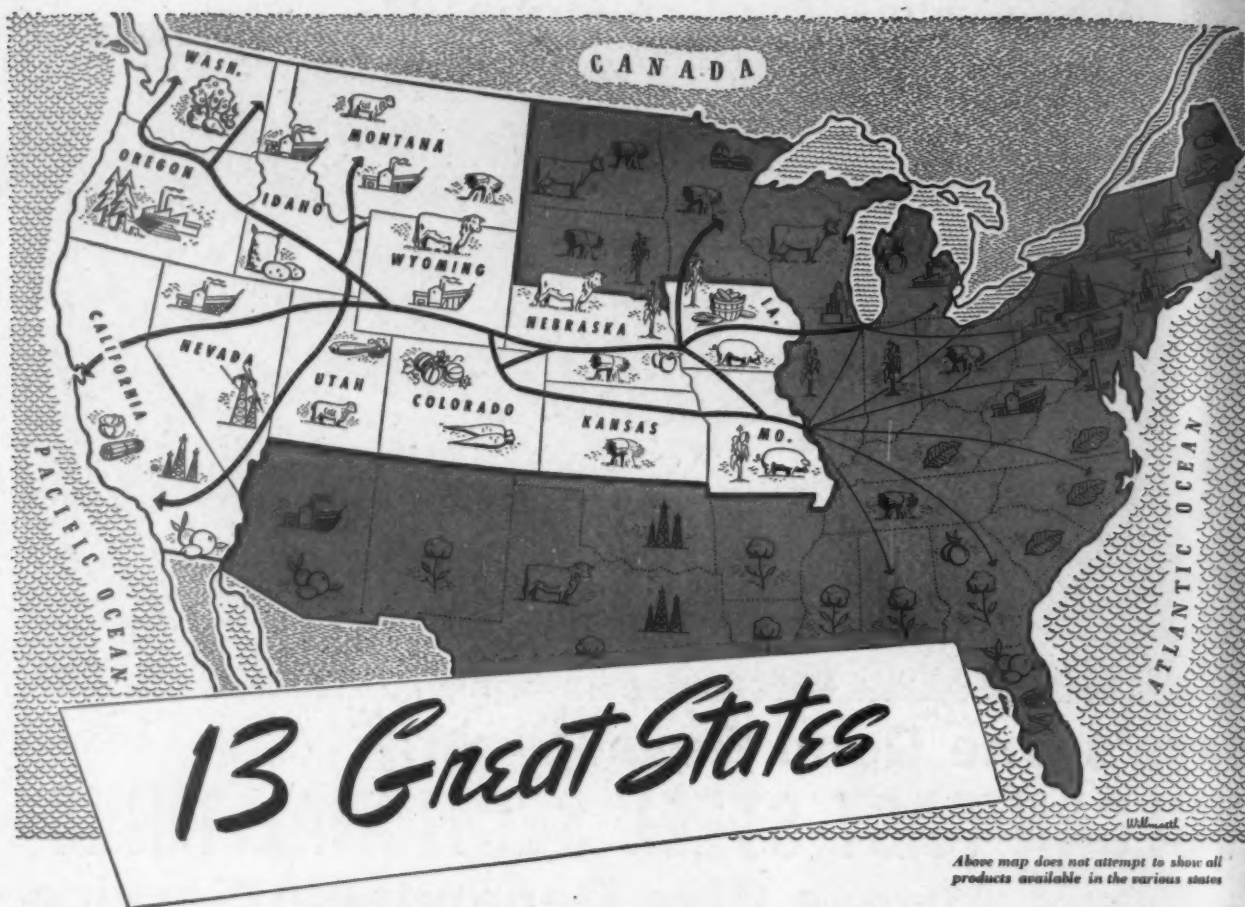 CANADA
WASH.
MONTANA
OREGON
IDAHO
WYOMING
NEBRASKA
IA.
CALIFORNIA
NEVADA
UTAH
COLORADO
KANSAS
MO.
PACIFIC OCEAN
ATLANTIC OCEAN
13 Great States
Willmarth
Above map does not attempt to show all
products available in the various states